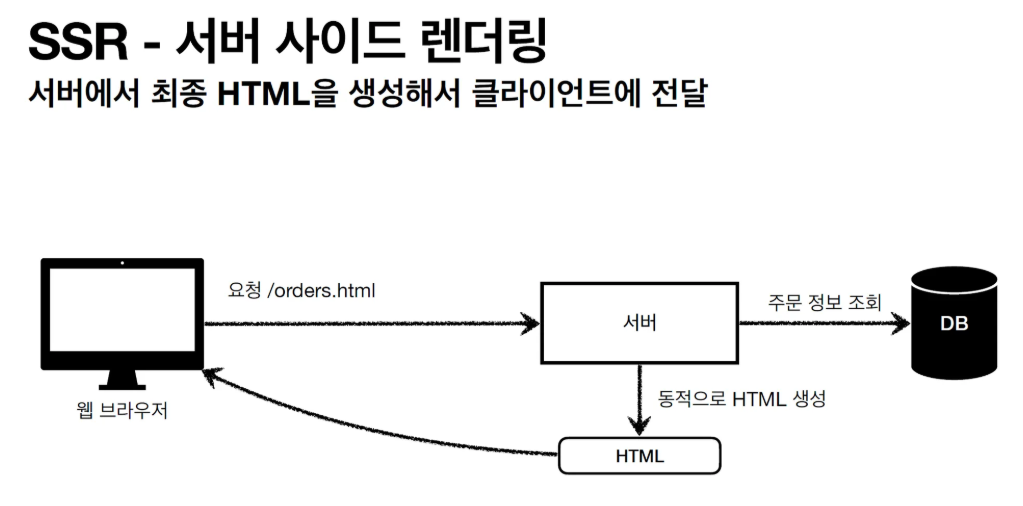 SSR - 서버 사이드 렌더링
서버에서 최종 HTML을 생성해서 클라이언트에 전달
요청 /orders.html
주문 정보 조회
서버
DB
웹 브라우저
동적으로 HTML 생성
HTML